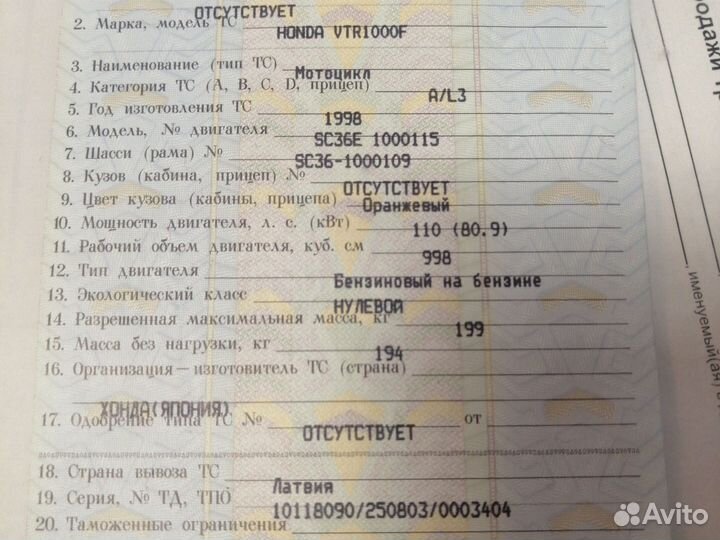 ОТСУТСТВУЕТ
2. Марка, модель ТС
HONDA VTR1000F
3. Наименование (тип ТС)
Мотоцикл
4. Категория ТС (A, B, C, D, прицеп)
A/L3
5. Год изготовления ТС
1998
6. Модель, № двигателя
SC36E 1000115
7. Шасси (рама) №
SC36-1000109
8. Кузов (кабина, прицеп) №
ОТСУТСТВУЕТ
9. Цвет кузова (кабины, прицепа)
Оранжевый
10. Мощность двигателя, л. с. (кВт)
110 (80.9)
11. Рабочий объем двигателя, куб. см
998
12. Тип двигателя
Бензиновый на бензине
13. Экологический класс
НУЛЕВОЙ
14. Разрешенная максимальная масса, кг
199
15. Масса без нагрузки, кг
194
16. Организация—изготовитель ТС (страна)
ХОНДА(ЯПОНИЯ)
17. Одобрение типа ТС № от
ОТСУТСТВУЕТ
18. Страна вывоза ТС
Латвия
19. Серия, № ТД, ТПО
10118090/250803/0003404
20. Таможенные ограничения
, именуемый(ая)
Avito